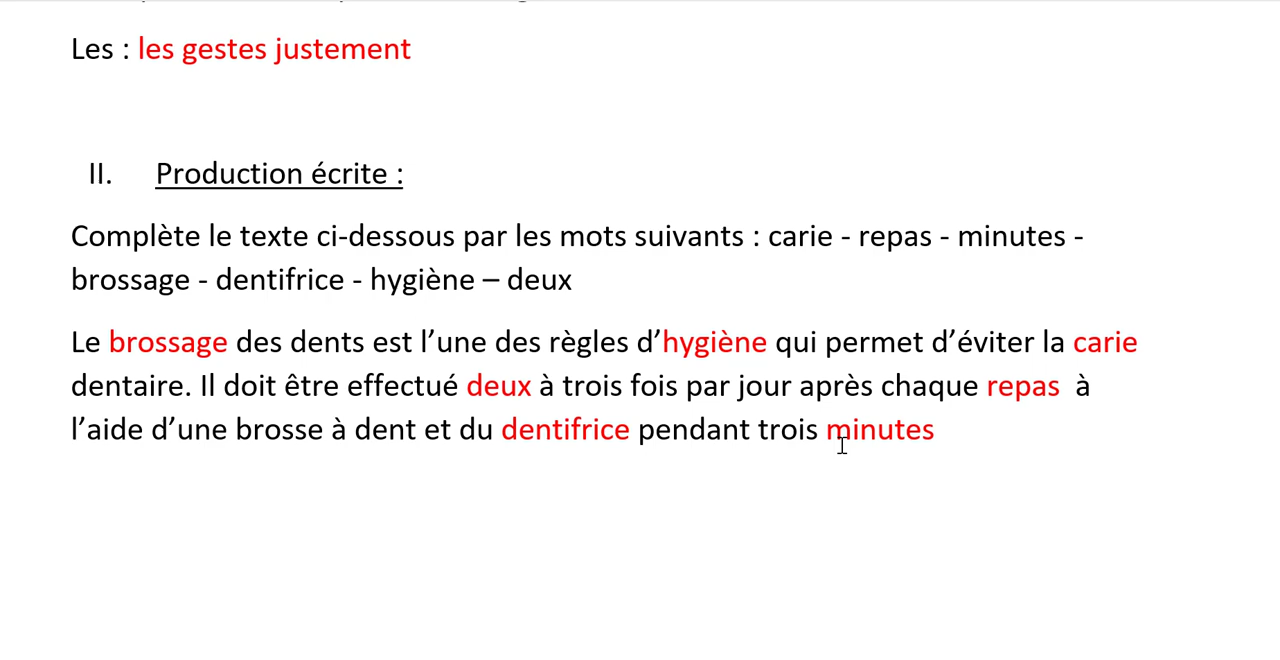 Les : les gestes justement
II. Production écrite :
Complète le texte ci-dessous par les mots suivants : carie - repas - minutes -
brossage - dentifrice - hygiène – deux
Le brossage des dents est l’une des règles d’hygiène qui permet d’éviter la carie
dentaire. Il doit être effectué deux à trois fois par jour après chaque repas à
l’aide d’une brosse à dent et du dentifrice pendant trois minutes